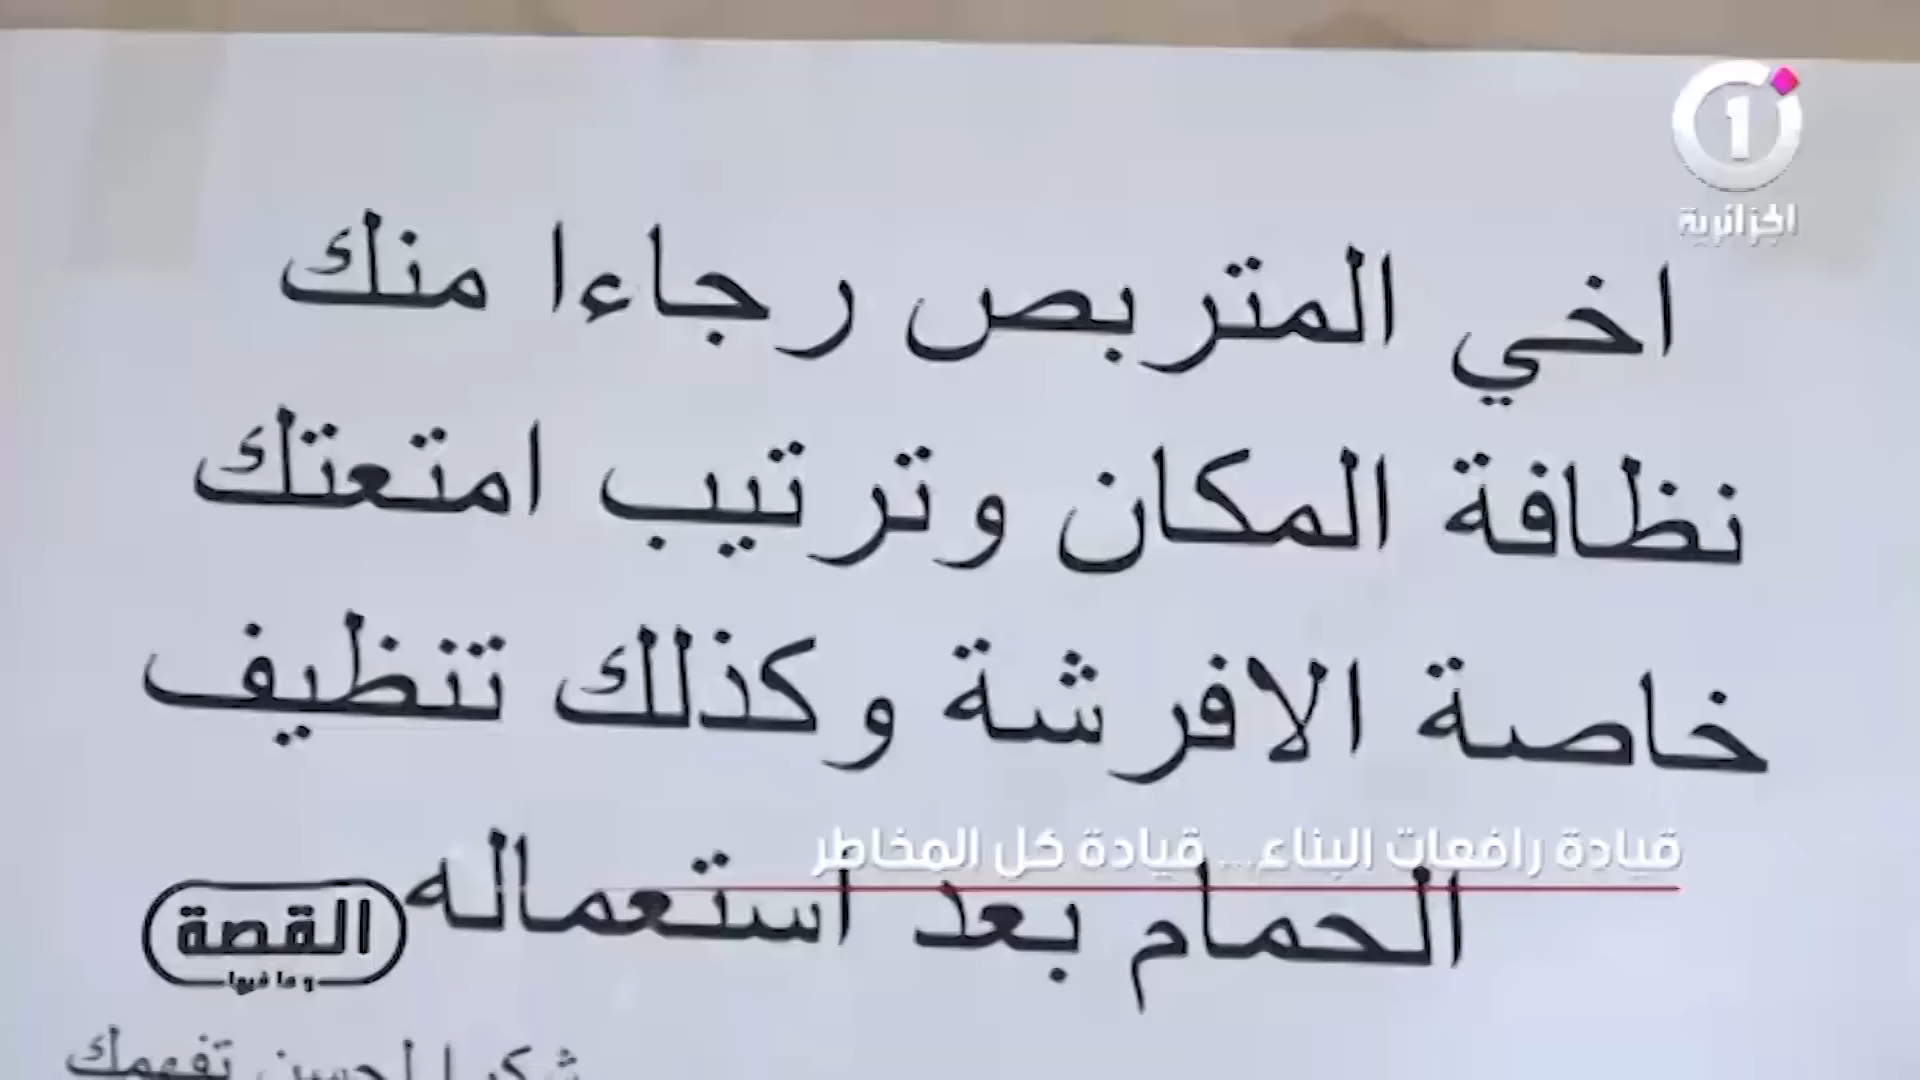 1
الجزائرية
اخي المتربص رجاءا منك
نظافة المكان وترتيب امتعتك
خاصة الافرشة وكذلك تنظيف
قيادة رافعات البناء... قيادة كل المخاطر
الحمام بعد استعماله
القصة
وما فيها
شكرا لحسن تفهمك